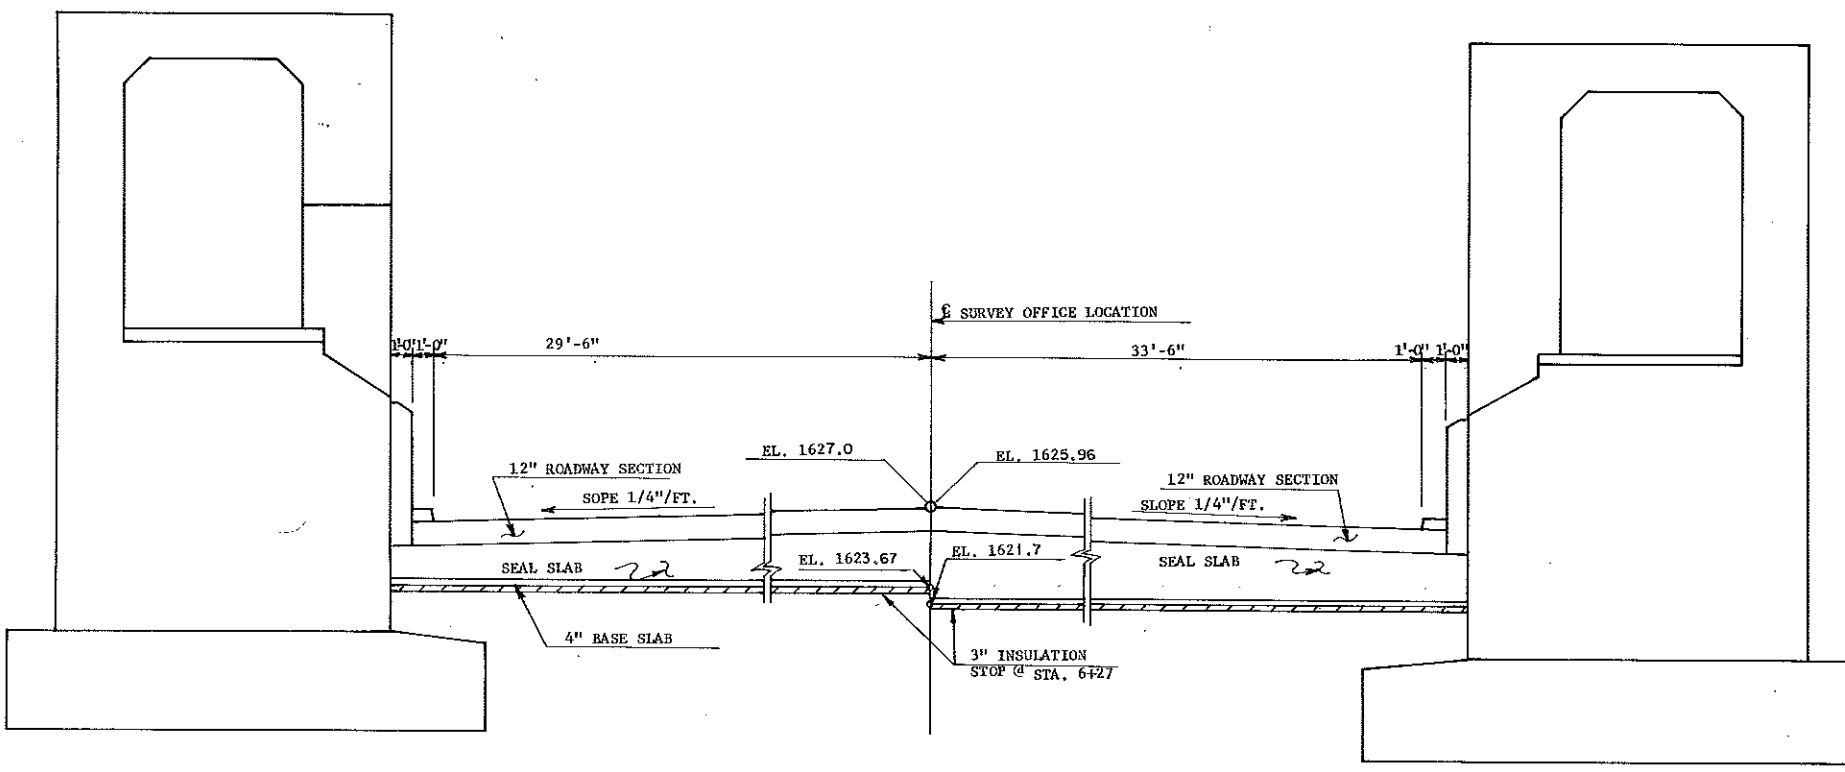 ℄ SURVEY OFFICE LOCATION
1'-0" 1'-0" 29'-6" 33'-6" 1'-0" 1'-0"
EL. 1627.0 EL. 1625.96
12" ROADWAY SECTION
SOPE 1/4"/FT.
12" ROADWAY SECTION
SLOPE 1/4"/FT.
SEAL SLAB
EL. 1623.67
EL. 1621.7
SEAL SLAB
4" BASE SLAB
3" INSULATION
STOP @ STA. 6+27